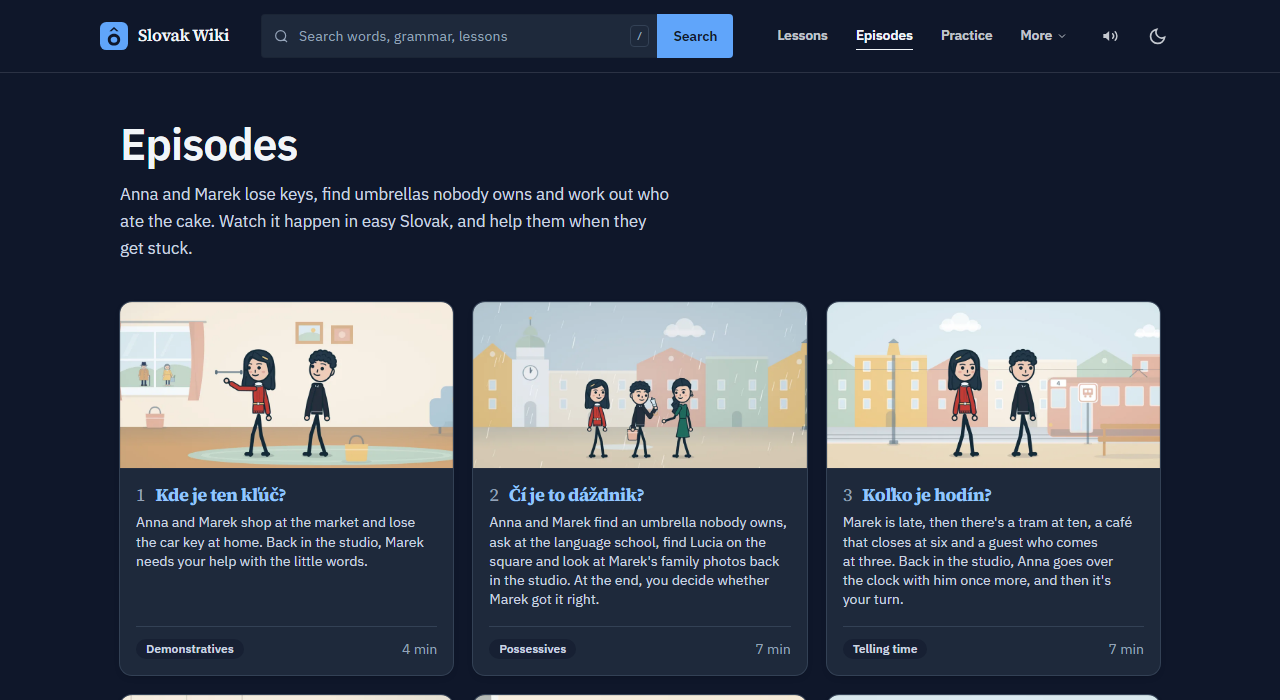 ô Slovak Wiki
Search words, grammar, lessons
/
Search
Lessons
Episodes
Practice
More
Episodes
Anna and Marek lose keys, find umbrellas nobody owns and work out who
ate the cake. Watch it happen in easy Slovak, and help them when they
get stuck.
4
1 Kde je ten kľúč?
Anna and Marek shop at the market and lose
the car key at home. Back in the studio, Marek
needs your help with the little words.
Demonstratives
4 min
2 Čí je to dáždnik?
Anna and Marek find an umbrella nobody owns,
ask at the language school, find Lucia on the
square and look at Marek's family photos back
in the studio. At the end, you decide whether
Marek got it right.
Possessives
7 min
3 Koľko je hodín?
Marek is late, then there's a tram at ten, a café
that closes at six and a guest who comes
at three. Back in the studio, Anna goes over
the clock with him once more, and then it's
your turn.
Telling time
7 min